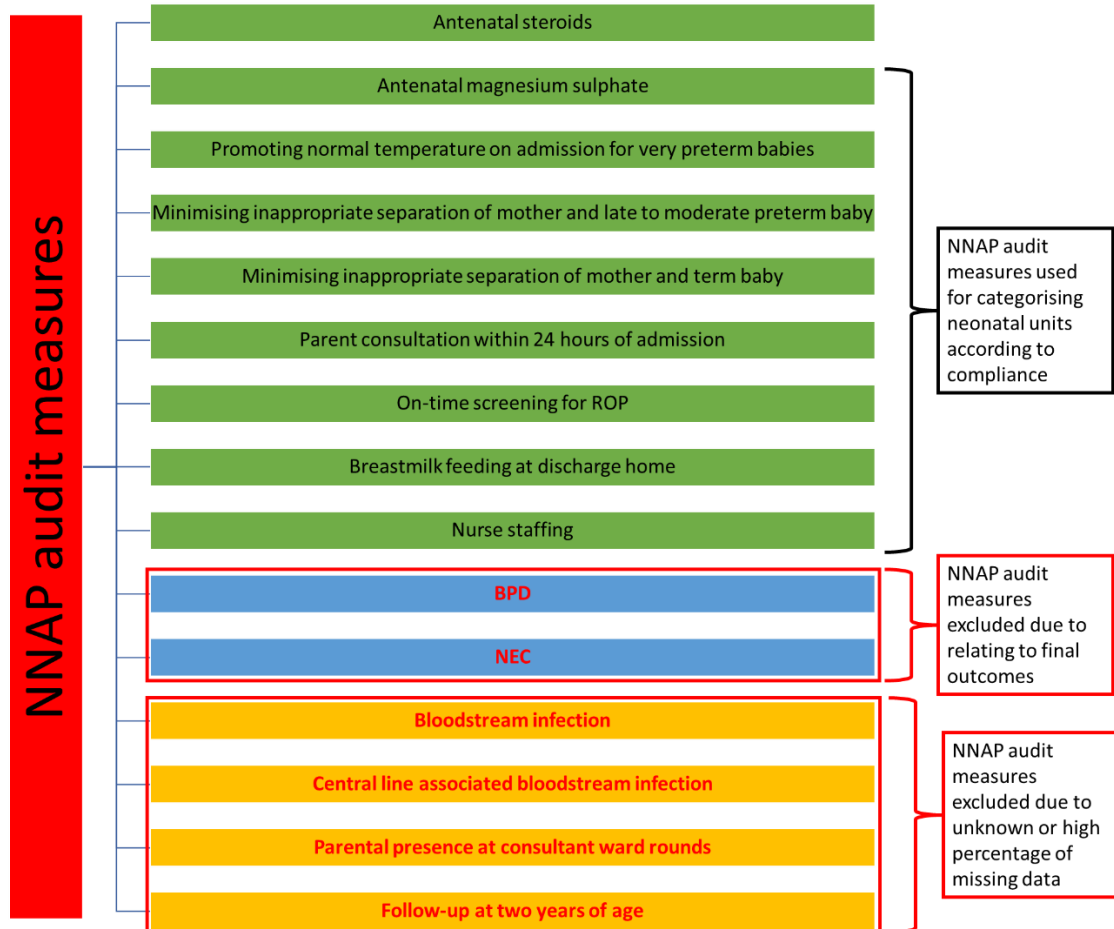 NNAP audit measures
Antenatal steroids
Antenatal magnesium sulphate
Promoting normal temperature on admission for very preterm babies
Minimising inappropriate separation of mother and late to moderate preterm baby
Minimising inappropriate separation of mother and term baby
Parent consultation within 24 hours of admission
On-time screening for ROP
Breastmilk feeding at discharge home
Nurse staffing
NNAP audit
measures used
for categorising
neonatal units
according to
compliance
BPD
NEC
NNAP audit
measures
excluded due to
relating to final
outcomes
Bloodstream infection
Central line associated bloodstream infection
Parental presence at consultant ward rounds
Follow-up at two years of age
NNAP audit
measures
excluded due to
unknown or high
percentage of
missing data